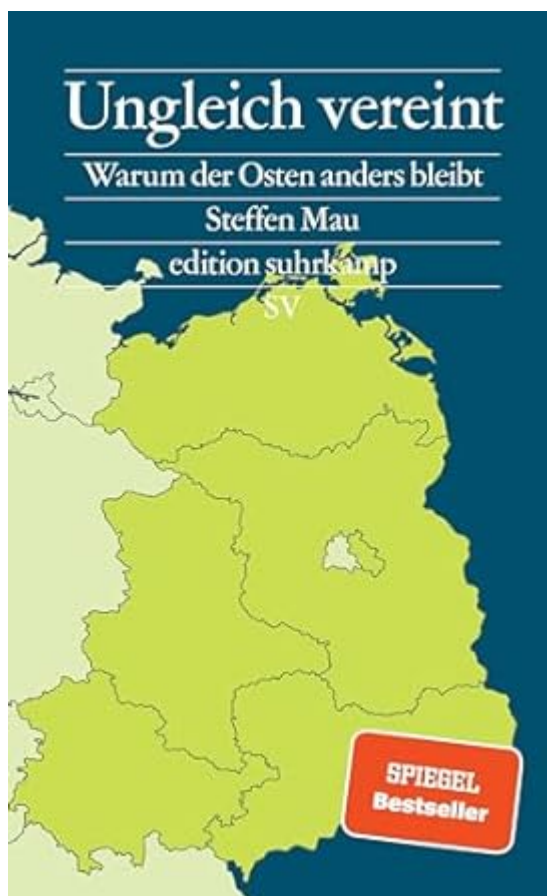 Ungleich vereint
Warum der Osten anders bleibt
Steffen Mau
edition suhrkamp
SV
SPIEGEL
Bestseller